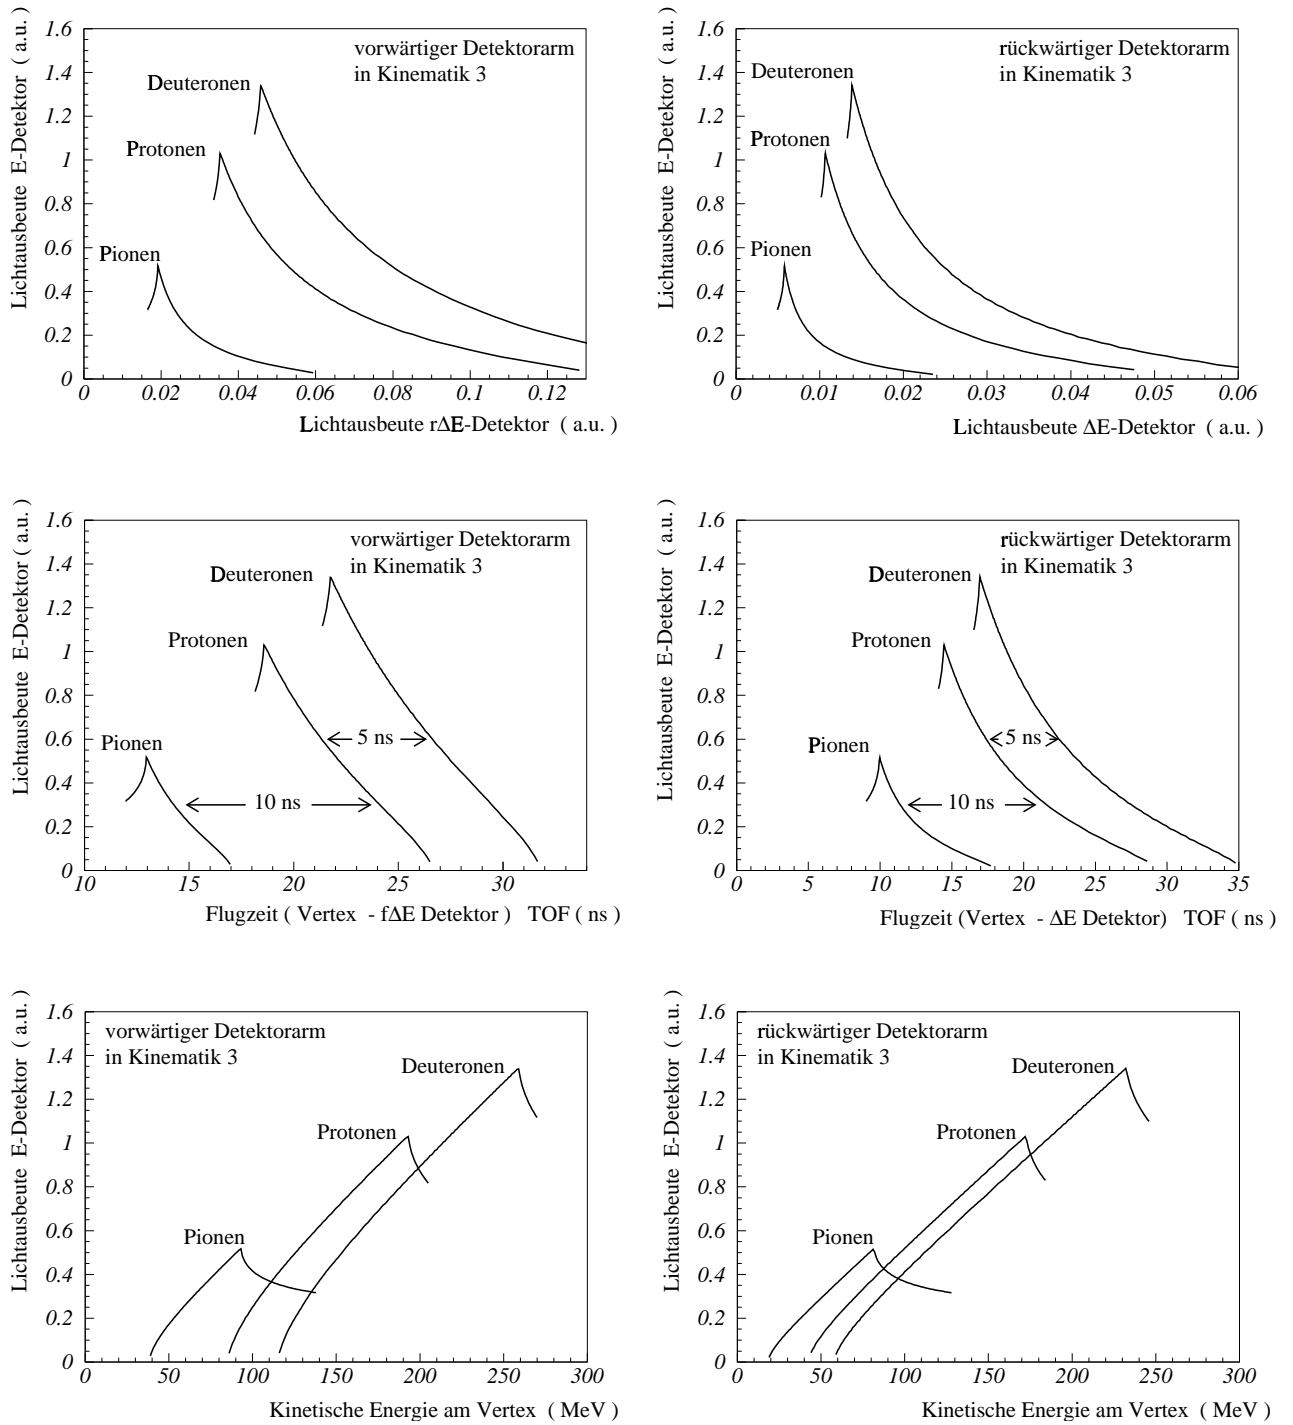 Lichtausbeute E-Detektor ( a.u. )
1.6
1.4
1.2
1
0.8
0.6
0.4
0.2
0
vorwärtiger Detektorarm
in Kinematik 3
Deuteronen
Protonen
Pionen
0 0.02 0.04 0.06 0.08 0.1 0.12
Lichtausbeute rΔE-Detektor ( a.u. )
Lichtausbeute E-Detektor ( a.u. )
1.6
1.4
1.2
1
0.8
0.6
0.4
0.2
0
rückwärtiger Detektorarm
in Kinematik 3
Deuteronen
Protonen
Pionen
0 0.01 0.02 0.03 0.04 0.05 0.06
Lichtausbeute ΔE-Detektor ( a.u. )
Lichtausbeute E-Detektor ( a.u. )
1.6
1.4
1.2
1
0.8
0.6
0.4
0.2
0
vorwärtiger Detektorarm
in Kinematik 3
Deuteronen
Protonen
Pionen
5 ns
10 ns
10 15 20 25 30
Flugzeit ( Vertex - fΔE Detektor ) TOF ( ns )
Lichtausbeute E-Detektor ( a.u. )
1.6
1.4
1.2
1
0.8
0.6
0.4
0.2
0
rückwärtiger Detektorarm
in Kinematik 3
Deuteronen
Protonen
Pionen
5 ns
10 ns
0 5 10 15 20 25 30 35
Flugzeit (Vertex - ΔE Detektor) TOF ( ns )
Lichtausbeute E-Detektor ( a.u. )
1.6
1.4
1.2
1
0.8
0.6
0.4
0.2
0
vorwärtiger Detektorarm
in Kinematik 3
Deuteronen
Protonen
Pionen
0 50 100 150 200 250 300
Kinetische Energie am Vertex ( MeV )
Lichtausbeute E-Detektor ( a.u. )
1.6
1.4
1.2
1
0.8
0.6
0.4
0.2
0
rückwärtiger Detektorarm
in Kinematik 3
Deuteronen
Protonen
Pionen
0 50 100 150 200 250 300
Kinetische Energie am Vertex ( MeV )